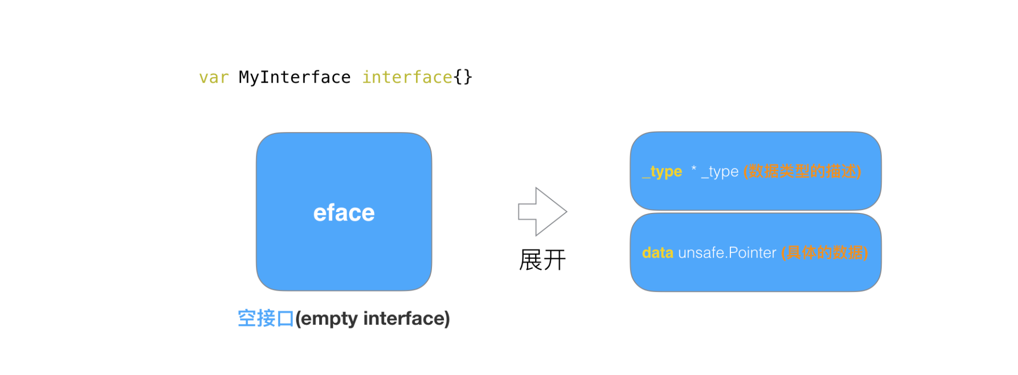 var MyInterface interface{}
eface
_type * _type (数据类型的描述)
展开
data unsafe.Pointer (具体的数据)
空接口(empty interface)